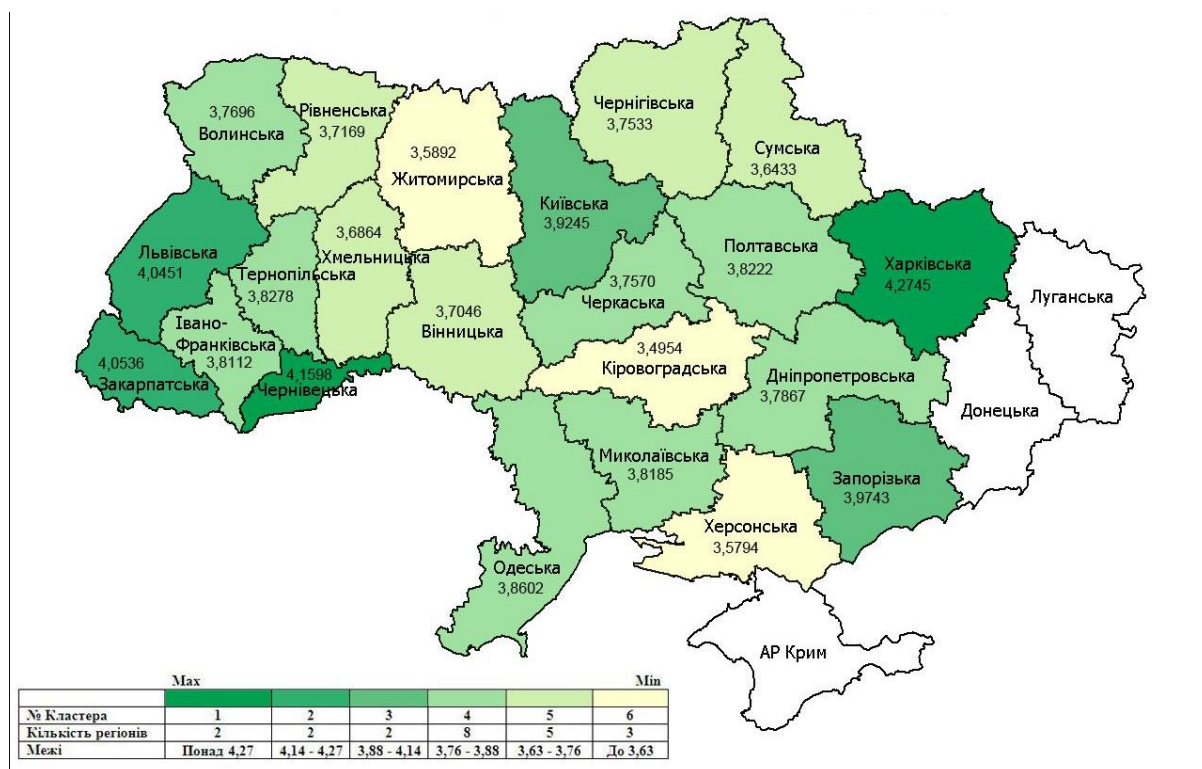 3,7696
Волинська
Рівненська
3,7169
3,5892
Житомирська
Чернігівська
3,7533
Сумська
3,6433
Київська
3,9245
Львівська
4,0451
Тернопільська
3,8278
3,6864
Хмельницька
Полтавська
3,8222
Харківська
4,2745
Луганська
3,7570
Черкаська
3,7046
Вінницька
Івано-
Франківська
3,8112
4,0536
Закарпатська
4,1598
Чернівецька
3,4954
Кіровоградська
Дніпропетровська
3,7867
Донецька
Миколаївська
3,8185
Запорізька
3,9743
Херсонська
3,5794
Одеська
3,8602
АР Крим
Max Min
№ Кластера 1 2 3 4 5 6
Кількість регіонів 2 2 2 8 5 3
Межі Понад 4,27 4,14 - 4,27 3,88 - 4,14 3,76 - 3,88 3,63 - 3,76 До 3,63